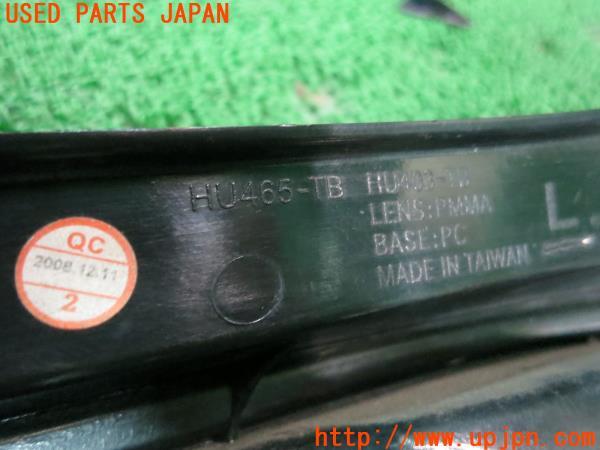 USED PARTS JAPAN
HU465-TB
LENS:PMMA
BASE:PC
MADE IN TAIWAN
L
QC
2008.12.11
2
http://www.upjpn.com